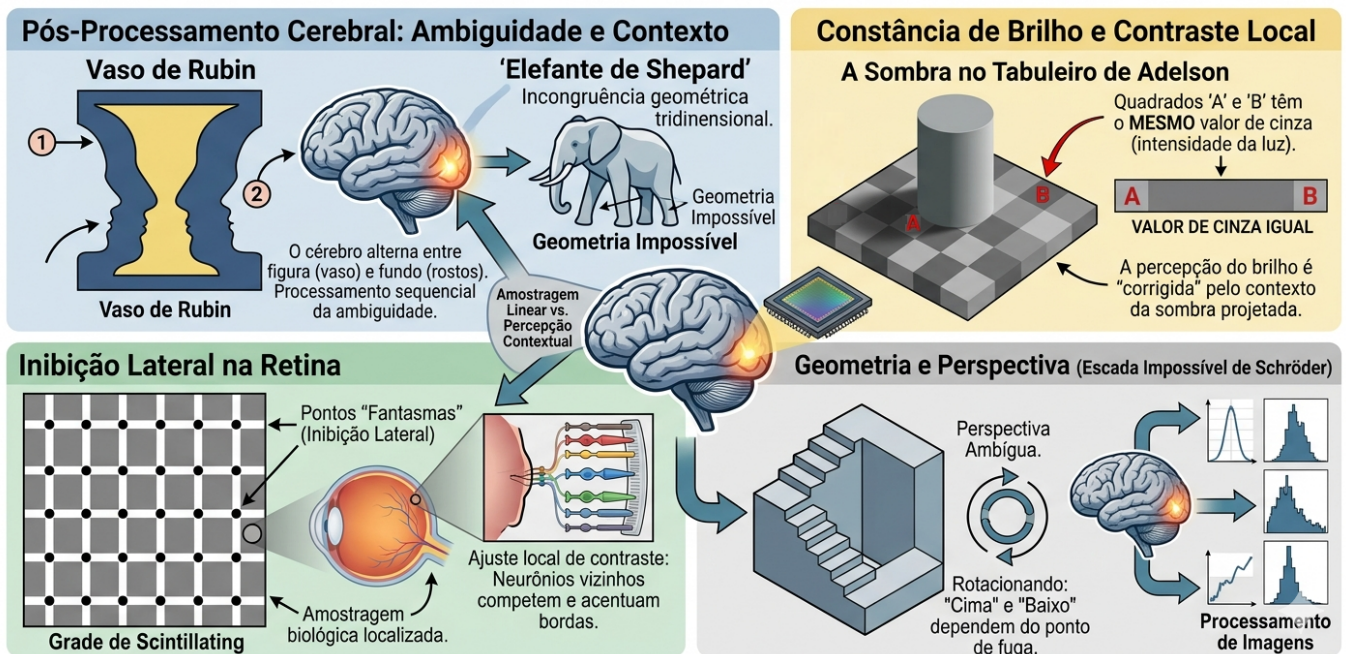 Pós-Processamento Cerebral: Ambiguidade e Contexto
Vaso de Rubin
1
2
Vaso de Rubin
O cérebro alterna entre
figura (vaso) e fundo (rostos).
Processamento sequencial
da ambiguidade.
'Elefante de Shepard'
Incongruência geométrica
tridinensional.
Geometria
Impossível
Geometria Impossível
Amostragem
Linear vs.
Percepção
Contextual
Constância de Brilho e Contraste Local
A Sombra no Tabuleiro de Adelson
A
B
Quadrados 'A' e 'B' têm
o MESMO valor de cinza
(intensidade da luz).
A
B
VALOR DE CINZA IGUAL
A percepção do brilho é
"corrigida" pelo contexto
da sombra projetada.
Inibição Lateral na Retina
Pontos "Fantasmas"
(Inibição Lateral)
Amostragem
biológica localizada.
Grade de Scintillating
Ajuste local de contraste:
Neurônios vizinhos
competem e acentuam
bordas.
Geometria e Perspectiva (Escada Impossível de Schröder)
Perspectiva
Ambígua.
Rotacionando:
"Cima" e "Baixo"
dependem do ponto
de fuga.
Processamento
de Imagens